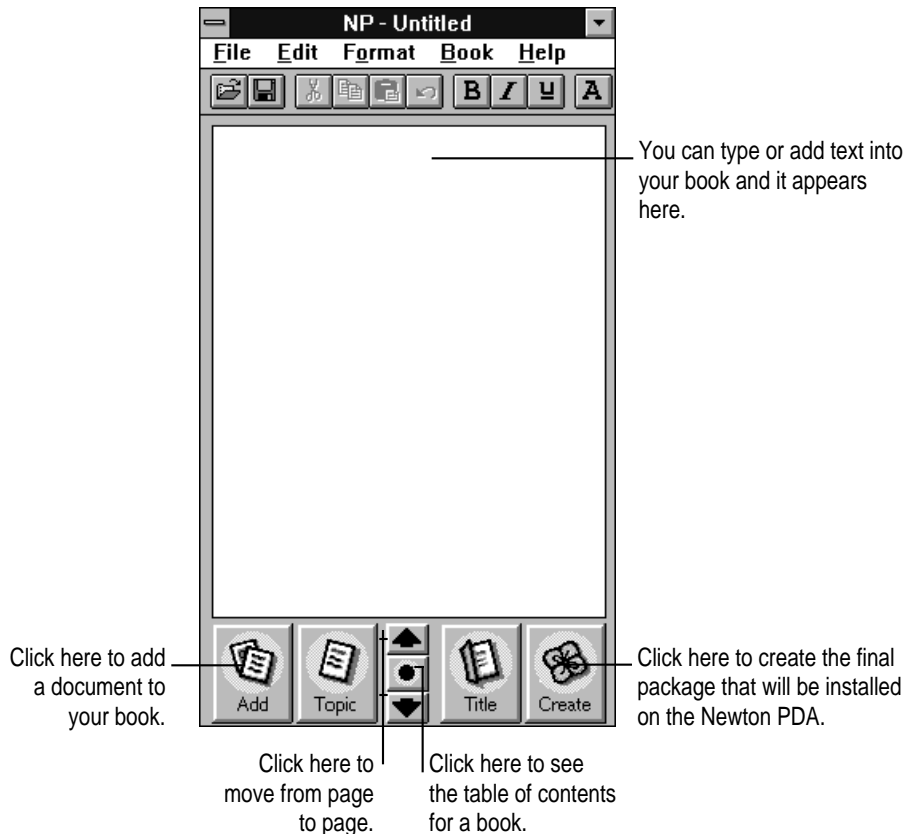 NP - Untitled
File Edit Format Book Help
B I U A
You can type or add text into
your book and it appears
here.
Click here to add
a document to
your book.
Add Topic Title Create
Click here to create the final
package that will be installed
on the Newton PDA.
Click here to
move from page
to page.
Click here to see
the table of contents
for a book.